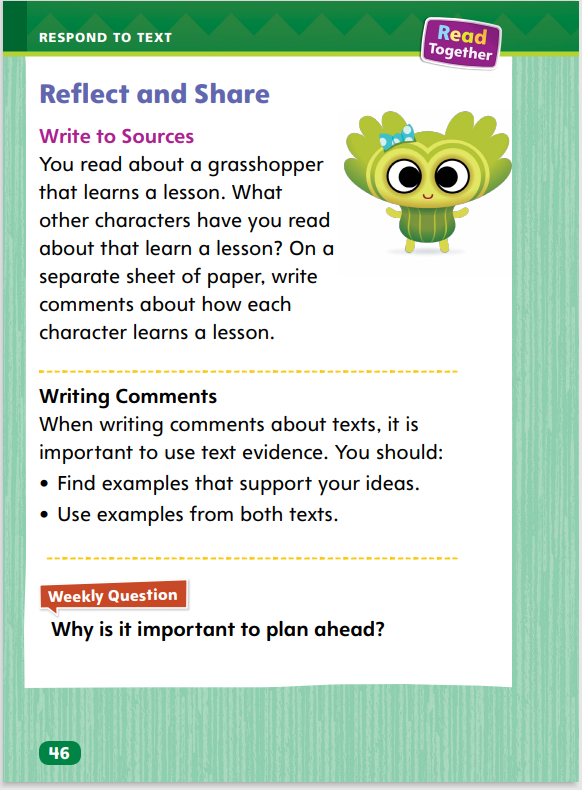 RESPOND TO TEXT
Read
Together
Reflect and Share
Write to Sources
You read about a grasshopper
that learns a lesson. What
other characters have you read
about that learn a lesson? On a
separate sheet of paper, write
comments about how each
character learns a lesson.
Writing Comments
When writing comments about texts, it is
important to use text evidence. You should:
• Find examples that support your ideas.
• Use examples from both texts.
Weekly Question
Why is it important to plan ahead?
46